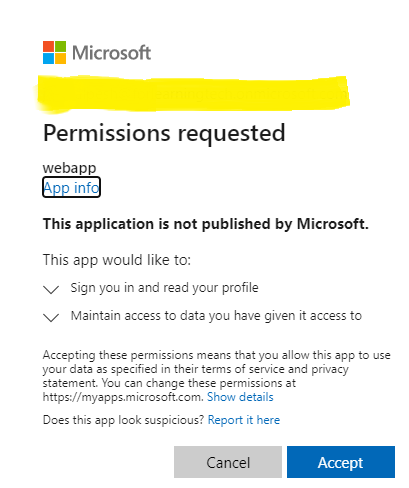 Microsoft
Permissions requested
webapp
App info
This application is not published by Microsoft.
This app would like to:
Sign you in and read your profile
Maintain access to data you have given it access to
Accepting these permissions means that you allow this app to use
your data as specified in their terms of service and privacy
statement. You can change these permissions at
https://myapps.microsoft.com. Show details
Does this app look suspicious? Report it here
Cancel Accept